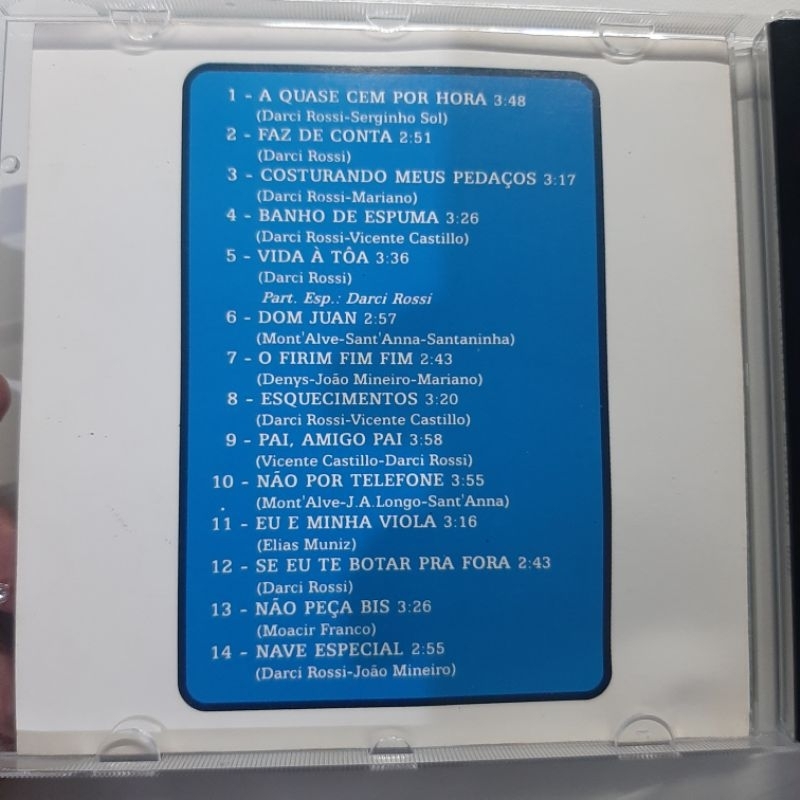 1 - A QUASE CEM POR HORA 3:48
(Darci Rossi-Serginho Sol)
2 - FAZ DE CONTA 2:51
(Darci Rossi)
3 - COSTURANDO MEUS PEDAÇOS 3:17
(Darci Rossi-Mariano)
4 - BANHO DE ESPUMA 3:26
(Darci Rossi-Vicente Castillo)
5 - VIDA À TÔA 3:36
(Darci Rossi)
Part. Esp.: Darci Rossi
6 - DOM JUAN 2:57
(Mont'Alve-Sant'Anna-Santaninha)
7 - O FIRIM FIM FIM 2:43
(Denys-João Mineiro-Mariano)
8 - ESQUECIMENTOS 3:20
(Darci Rossi-Vicente Castillo)
9 - PAI, AMIGO PAI 3:58
(Vicente Castillo-Darci Rossi)
10 - NÃO POR TELEFONE 3:55
(Mont'Alve-J.A.Longo-Sant'Anna)
11 - EU E MINHA VIOLA 3:16
(Elias Muniz)
12 - SE EU TE BOTAR PRA FORA 2:43
(Darci Rossi)
13 - NÃO PEÇA BIS 3:26
(Moacir Franco)
14 - NAVE ESPECIAL 2:55
(Darci Rossi-João Mineiro)